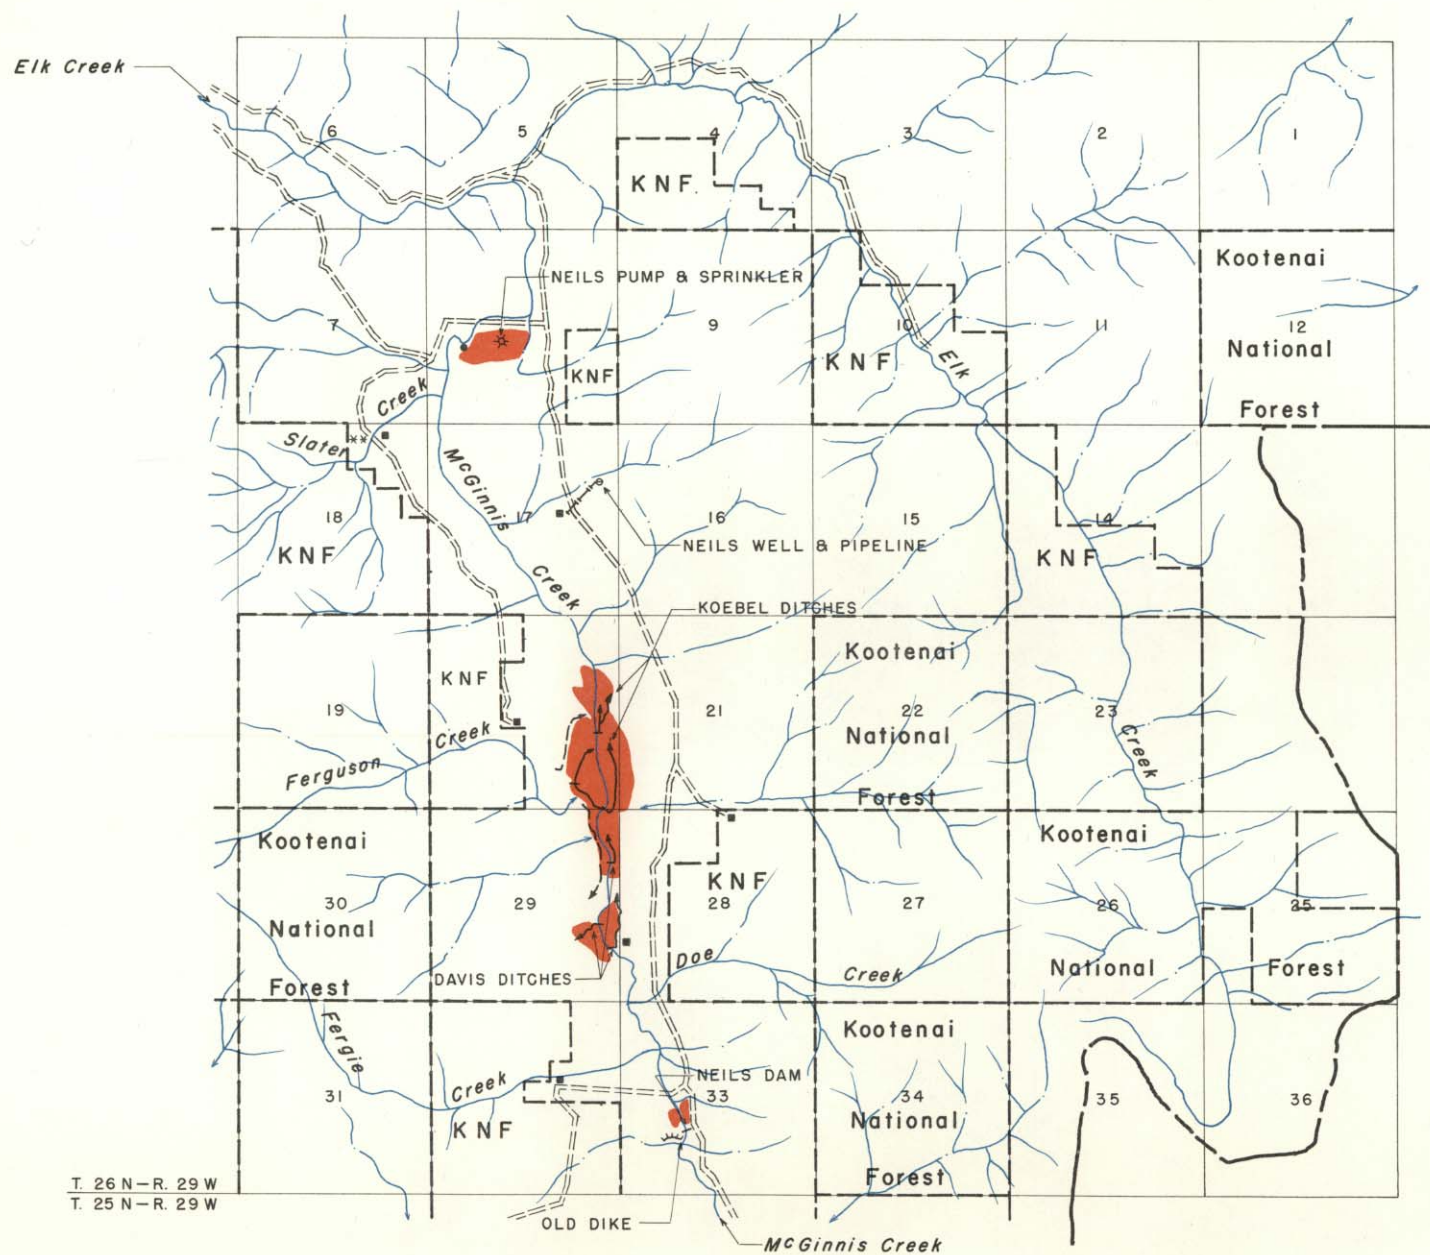 Elk Creek
6
5
4
3
2
1
KNF.
Kootenai
NEILS PUMP & SPRINKLER
7
9
10
11
12
KNF
KNF
Elk
National
Creek
Forest
Slater
McGinnis
18
17
16
15
14
KNF
NEILS WELL & PIPELINE
KNF
Creek
KOEBEL DITCHES
Kootenai
KNF
19
21
22
23
Creek
National
Creek
Ferguson
Forest
Kootenai
Kootenai
KNF
30
29
28
27
26
25
National
Doe
Creek
National
Forest
DAVIS DITCHES
Forest
Fergie
Kootenai
Creek
NEILS DAM
31
33
34
35
36
KNF
National
Forest
T. 26 N–R. 29 W
T. 25 N–R. 29 W
OLD DIKE
McGinnis Creek